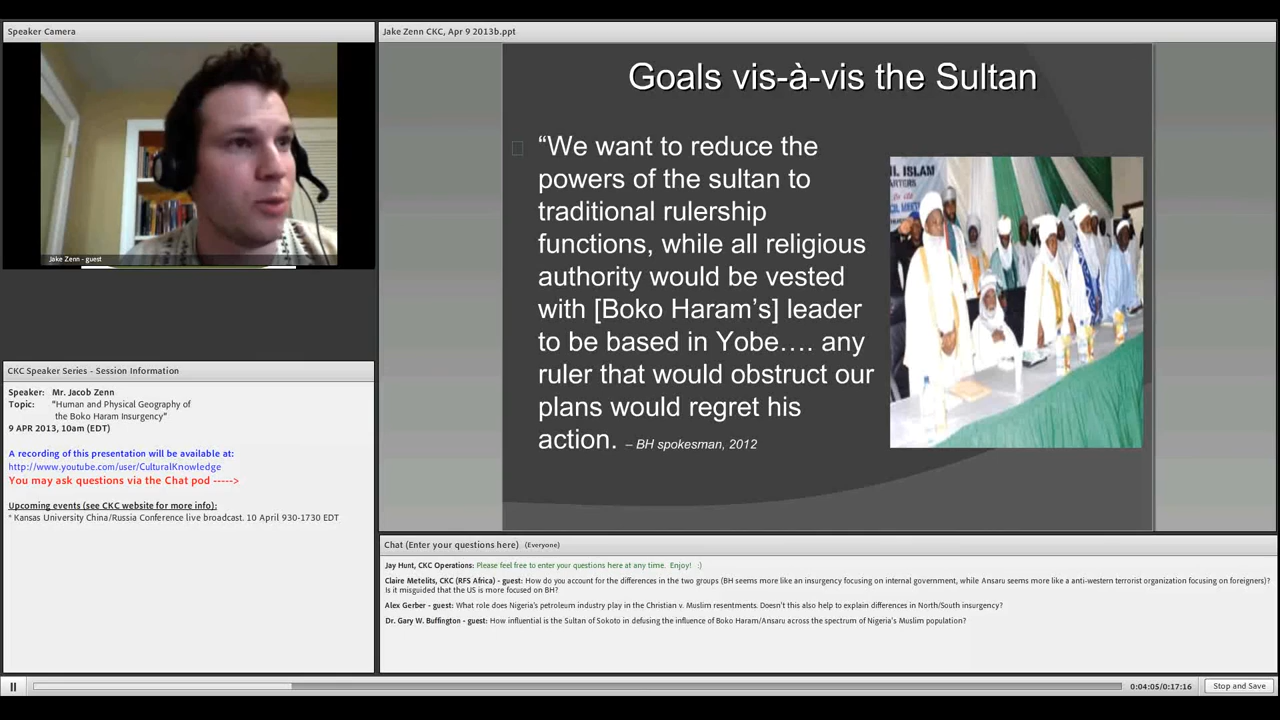 Speaker Camera
Jake Zenn - guest
CKC Speaker Series - Session Information
Speaker: Mr. Jacob Zenn
Topic: "Human and Physical Geography of
the Boko Haram Insurgency"
9 APR 2013, 10am (EDT)
A recording of this presentation will be available at:
http://www.youtube.com/user/CulturalKnowledge
You may ask questions via the Chat pod ----->
Upcoming events (see CKC website for more info):
* Kansas University China/Russia Conference live broadcast. 10 April 930-1730 EDT
Jake Zenn CKC, Apr 9 2013b.ppt
Goals vis-à-vis the Sultan
“We want to reduce the
powers of the sultan to
traditional rulership
functions, while all religious
authority would be vested
with [Boko Haram’s] leader
to be based in Yobe…. any
ruler that would obstruct our
plans would regret his
action. – BH spokesman, 2012
ISLAM
Chat (Enter your questions here) (Everyone)
Jay Hunt, CKC Operations: Please feel free to enter your questions here at any time. Enjoy! :)
Claire Metelits, CKC (RFS Africa) - guest: How do you account for the differences in the two groups (BH seems more like an insurgency focusing on internal government, while Ansaru seems more like a anti-western terrorist organization focusing on foreigners)?
Is it misguided that the US is more focused on BH?
Alex Gerber - guest: What role does Nigeria's petroleum industry play in the Christian v. Muslim resentments. Doesn't this also help to explain differences in North/South insurgency?
Dr. Gary W. Buffington - guest: How influential is the Sultan of Sokoto in defusing the influence of Boko Haram/Ansaru across the spectrum of Nigeria's Muslim population?
0:04:05/0:17:16
Stop and Save